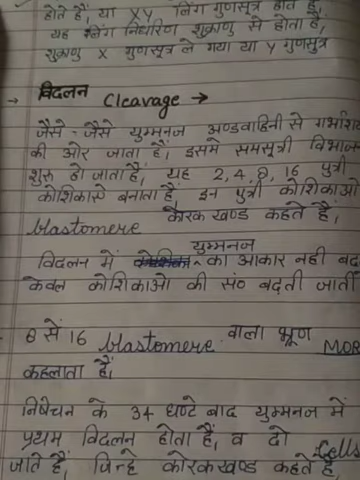 होते हैं, या XY लिंग गुणसूत्र होते हैं,
यह लिंग निर्धारण शुक्राणु से होता है,
शुक्राणु X गुणसूत्र ले गया या Y गुणसूत्र
→ विदलन Cleavage →
जैसे - जैसे युग्मनज अण्डवाहिनी से गर्भाशय
की ओर जाता है, इसमे समसूत्री विभाजन
शुरु हो जाता है, यह 2, 4, 8, 16 पुत्री
कोशिकाऐ बनाता है इन पुत्री कोशिकाओ
blastomere कोरक खण्ड कहते है,
युग्मनज
विदलन में का आकार नही बढ
केवल कोशिकाओ की सं० बढ़ती जाती
8 से 16 blastomere वाला भ्रूण MOR
कहलाता है,
निषेचन के 34 घण्टे बाद युग्मनज में
प्रथम विदलन होता है, व दो Cells
जाते है, जिन्हे कोरकखण्ड कहते है,